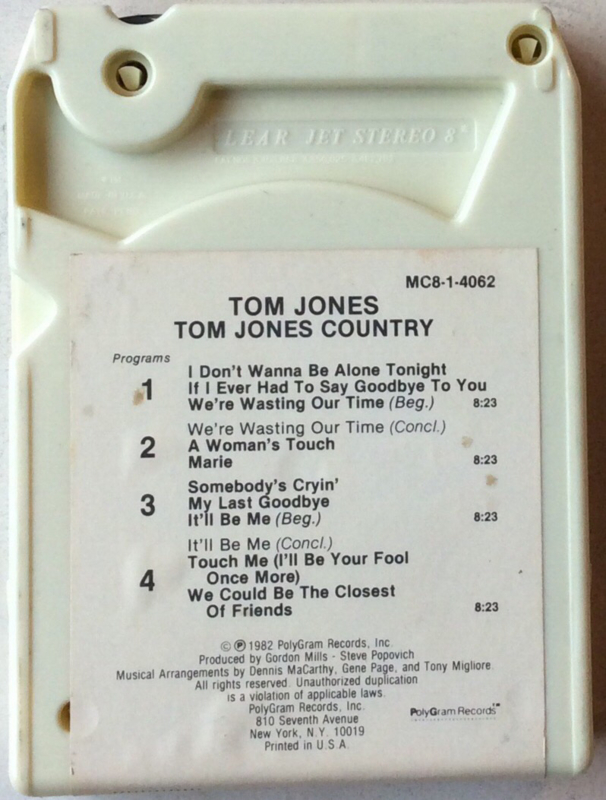 LEAR JET STEREO 8
MC8-1-4062
TOM JONES
TOM JONES COUNTRY
Programs
1
I Don't Wanna Be Alone Tonight
If I Ever Had To Say Goodbye To You
We're Wasting Our Time (Beg.) 8:23
2
We're Wasting Our Time (Concl.)
A Woman's Touch
Marie 8:23
3
Somebody's Cryin'
My Last Goodbye
It'll Be Me (Beg.) 8:23
4
It'll Be Me (Concl.)
Touch Me (I'll Be Your Fool
Once More)
We Could Be The Closest
Of Friends 8:23
© ℗ 1982 PolyGram Records, Inc.
Produced by Gordon Mills - Steve Popovich
Musical Arrangements by Dennis MaCarthy, Gene Page, and Tony Migliore.
All rights reserved. Unauthorized duplication
is a violation of applicable laws.
PolyGram Records, Inc.
810 Seventh Avenue
New York, N.Y. 10019
Printed in U.S.A.
PolyGram Records™